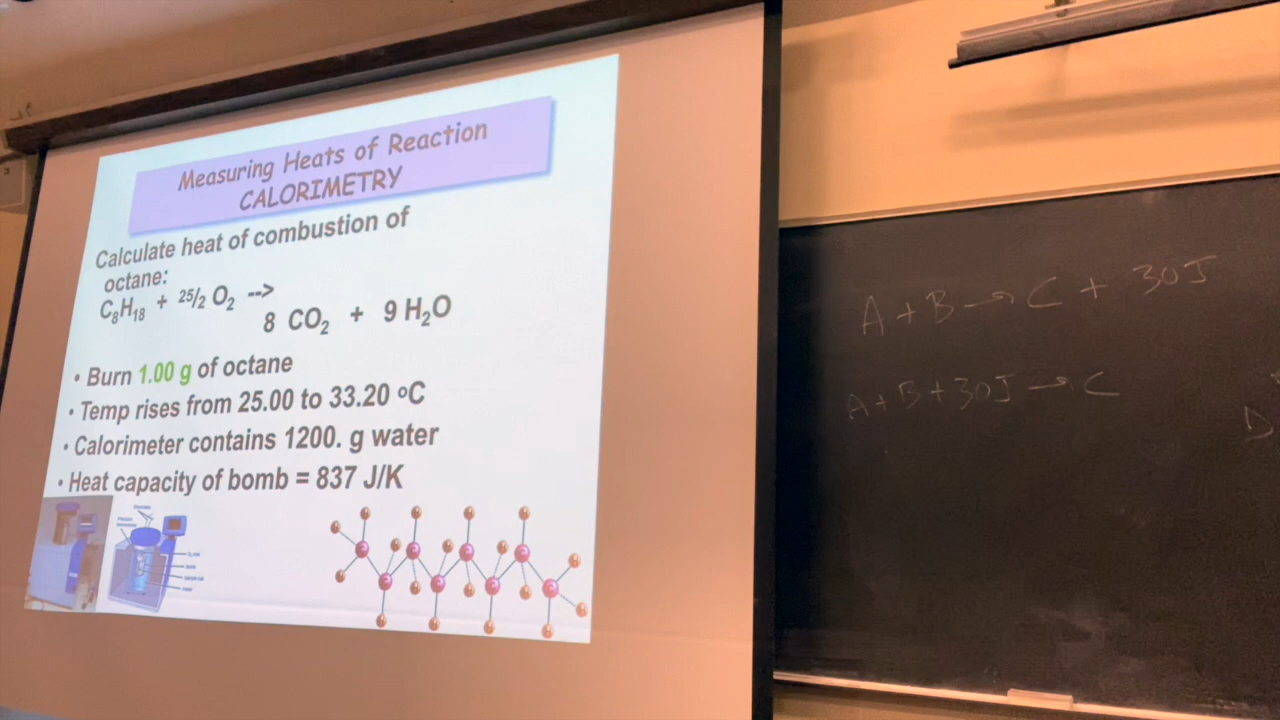 Measuring Heats of Reaction
CALORIMETRY
Calculate heat of combustion of
octane:
C₈H₁₈ + 25/2 O₂ -->
8 CO₂ + 9 H₂O
• Burn 1.00 g of octane
• Temp rises from 25.00 to 33.20 °C
• Calorimeter contains 1200. g water
• Heat capacity of bomb = 837 J/K
A + B → C + 30J
A + B + 30J → C
D